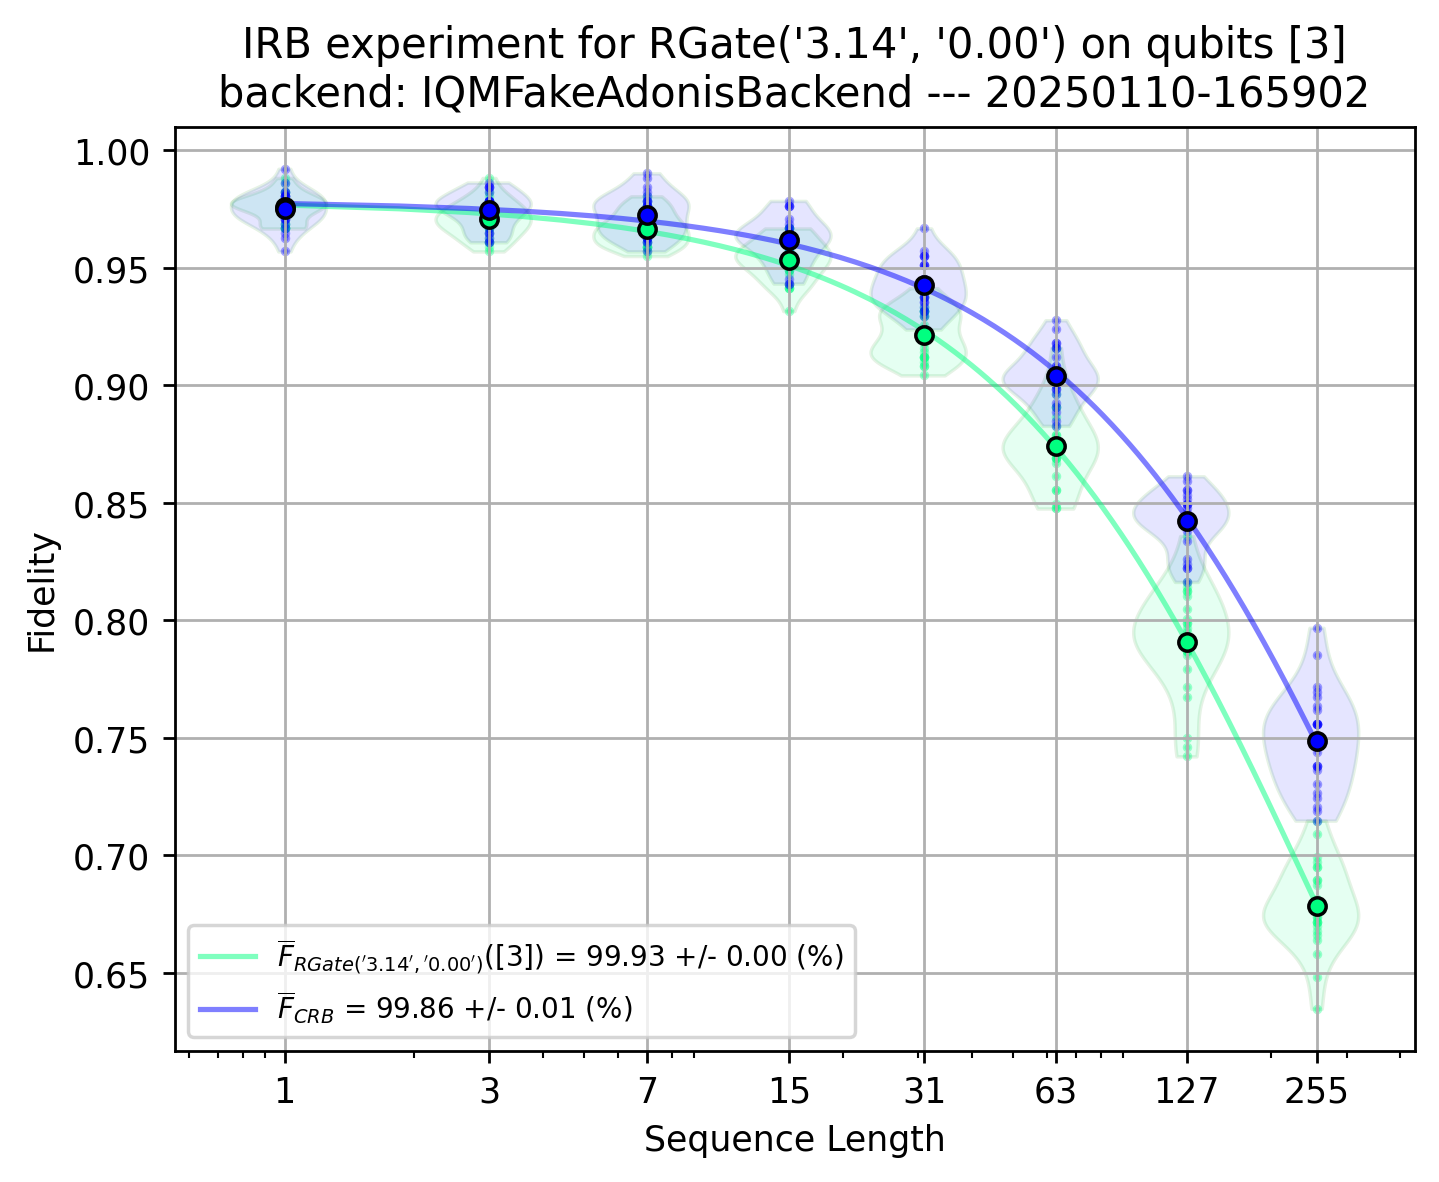 IRB experiment for RGate('3.14', '0.00') on qubits [3]
backend: IQMFakeAdonisBackend --- 20250110-165902
Fidelity
1.00
0.95
0.90
0.85
0.80
0.75
0.70
0.65
F̅_RGate('3.14','0.00')([3]) = 99.93 +/- 0.00 (%)
F̅_CRB = 99.86 +/- 0.01 (%)
1 3 7 15 31 63 127 255
Sequence Length